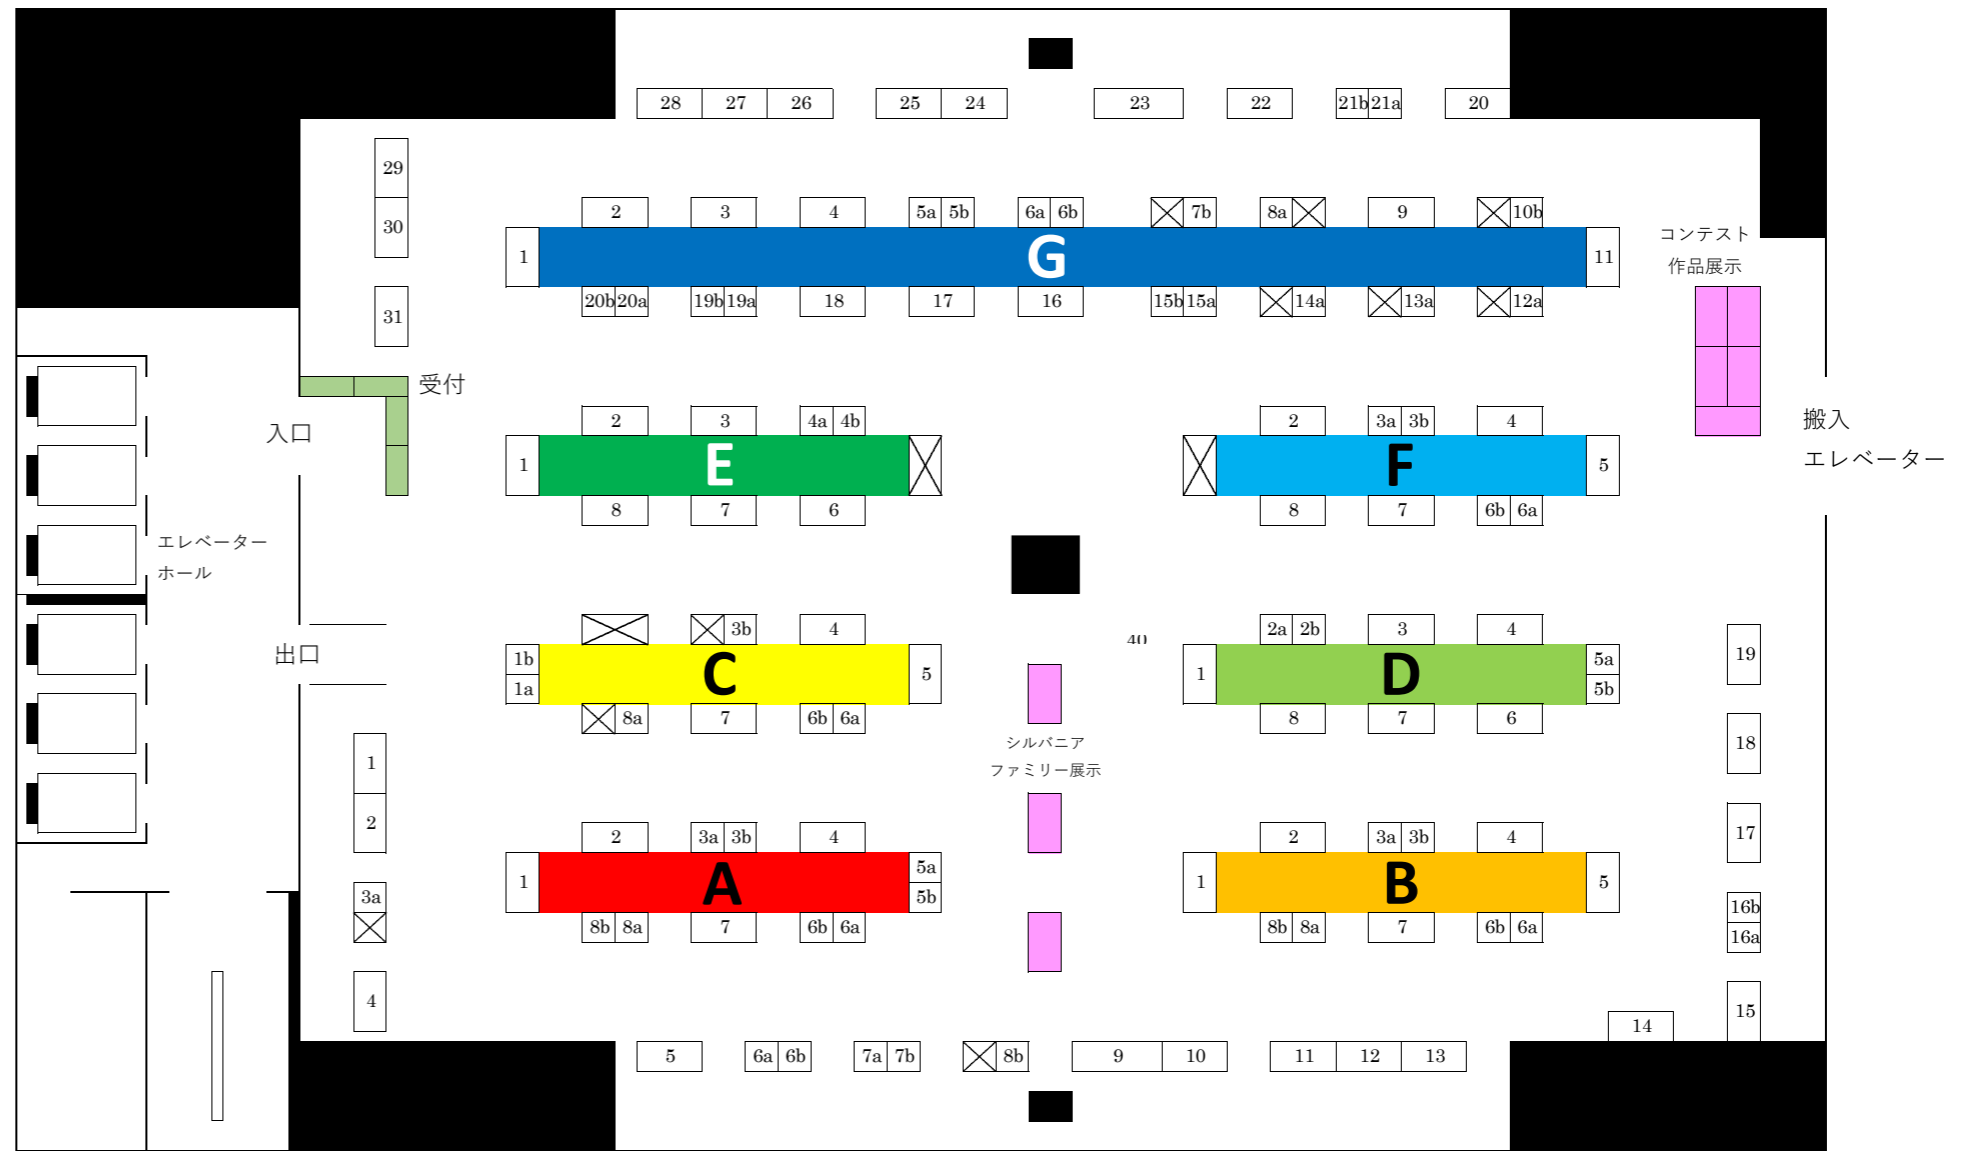 28 27 26 25 24 23 22 21b 21a 20
29
30
31
2 3 4 5a 5b 6a 6b 7b 8a 9 10b
1 G 11
20b 20a 19b 19a 18 17 16 15b 15a 14a 13a 12a
コンテスト
作品展示
受付
入口
2 3 4a 4b
1 E
8 7 6
2 3a 3b 4
F 5
8 7 6b 6a
搬入
エレベーター
エレベーター
ホール
出口
3b 4
1b
1a
C 5
8a 7 6b 6a
40
2a 2b 3 4
1 D
5a
5b
8 7 6
シルバニア
ファミリー展示
19
18
17
16b
16a
15
14
1
2
3a
4
2 3a 3b 4
1 A
5a
5b
8b 8a 7 6b 6a
2 3a 3b 4
1 B 5
8b 8a 7 6b 6a
5 6a 6b 7a 7b 8b 9 10 11 12 13